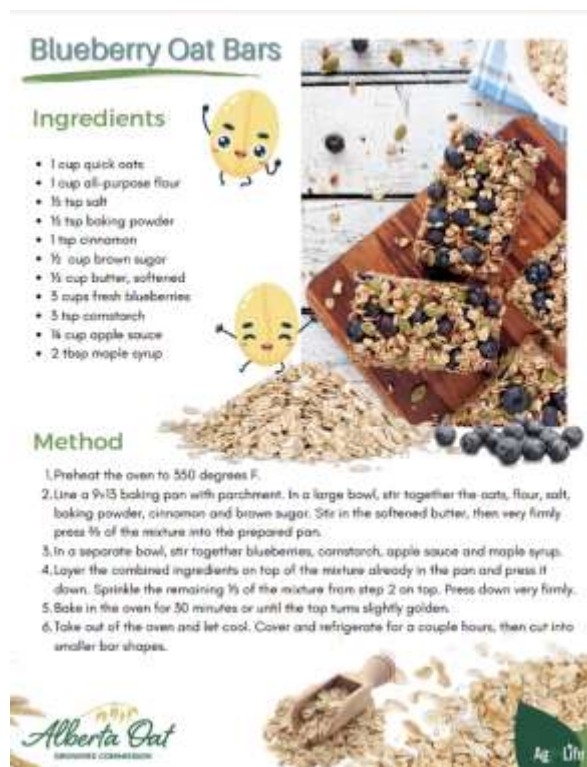 Blueberry Oat Bars
Ingredients
• 1 cup quick oats
• 1 cup all-purpose flour
• ½ tsp salt
• ½ tsp baking powder
• 1 tsp cinnamon
• ½ cup brown sugar
• ½ cup butter, softened
• 3 cups fresh blueberries
• 3 tsp cornstarch
• ¼ cup apple sauce
• 2 tbsp maple syrup
Method
1. Preheat the oven to 350 degrees F.
2. Line a 9x13 baking pan with parchment. In a large bowl, stir together the oats, flour, salt,
baking powder, cinnamon and brown sugar. Stir in the softened butter, then very firmly
press ⅔ of the mixture into the prepared pan.
3. In a separate bowl, stir together blueberries, cornstarch, apple sauce and maple syrup.
4. Layer the combined ingredients on top of the mixture already in the pan and press it
down. Sprinkle the remaining ⅓ of the mixture from step 2 on top. Press down very firmly.
5. Bake in the oven for 30 minutes or until the top turns slightly golden.
6. Take out of the oven and let cool. Cover and refrigerate for a couple hours, then cut into
smaller bar shapes.
Alberta Oat
GROWERS COMMISSION
Ag Life